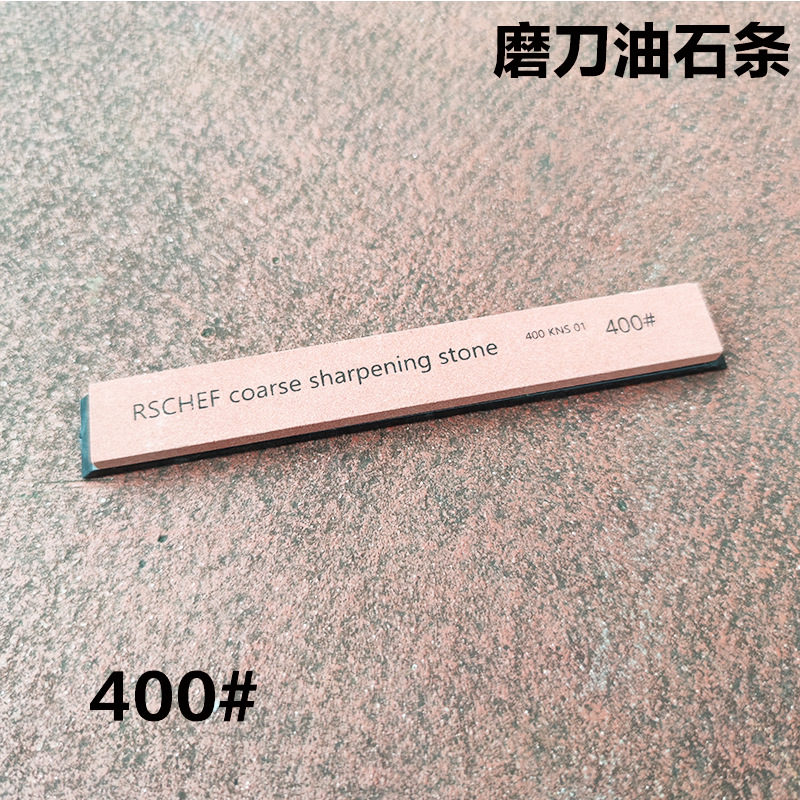 磨刀油石条
RSCHEF coarse sharpening stone 400 KNS 01 400#
400#